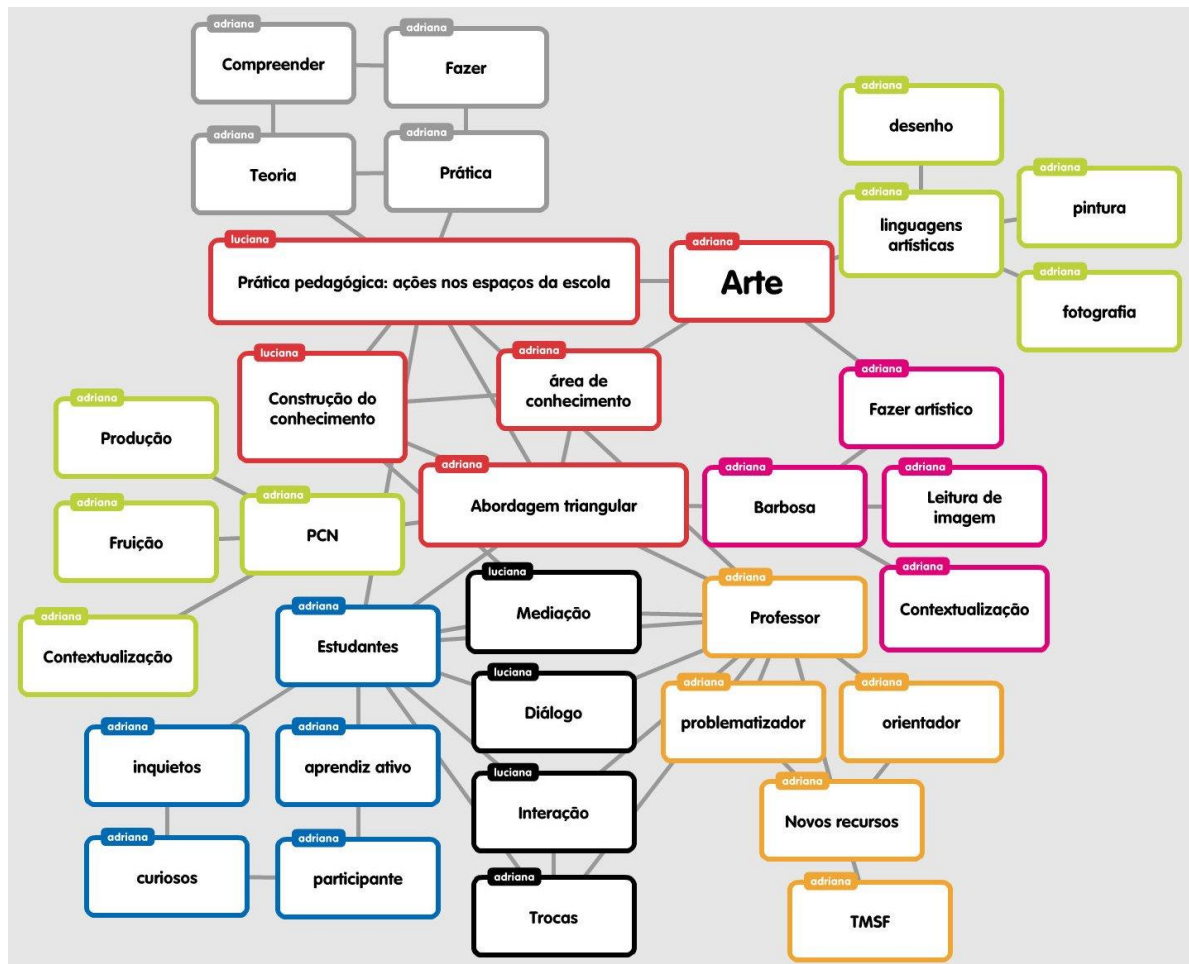 adriana
Compreender
adriana
Fazer
adriana
Teoria
adriana
Prática
adriana
desenho
adriana
linguagens
artísticas
adriana
pintura
adriana
fotografia
luciana
Prática pedagógica: ações nos espaços da escola
adriana
Arte
luciana
Construção do
conhecimento
adriana
área de
conhecimento
adriana
Fazer artístico
adriana
Produção
adriana
Fruição
adriana
PCN
adriana
Contextualização
adriana
Abordagem triangular
adriana
Barbosa
adriana
Leitura de
imagem
adriana
Contextualização
adriana
Estudantes
luciana
Mediação
adriana
Professor
luciana
Diálogo
adriana
problematizador
adriana
orientador
adriana
inquietos
adriana
aprendiz ativo
luciana
Interação
adriana
Novos recursos
adriana
curiosos
adriana
participante
adriana
Trocas
adriana
TMSF